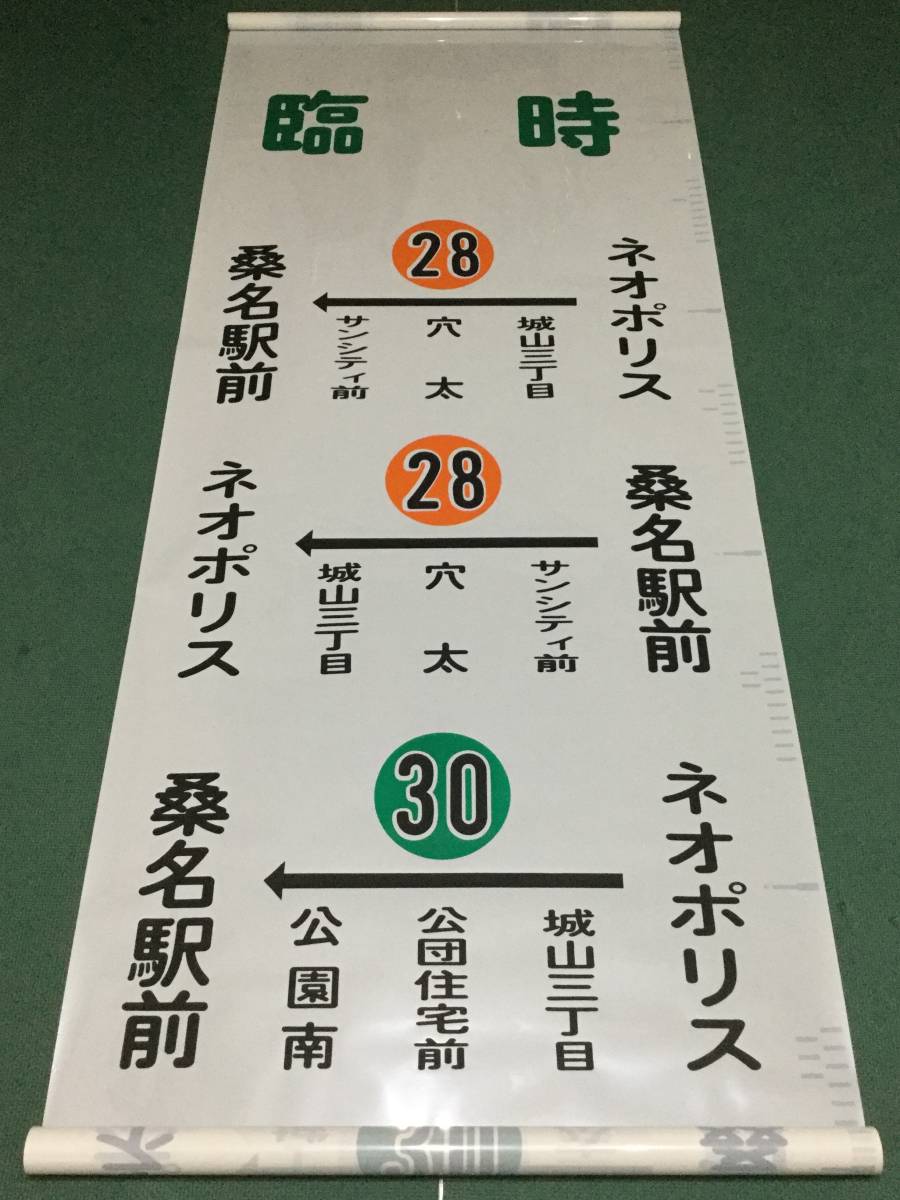 臨時
28
ネオポリス
城山三丁目
穴太
サンシティ前
桑名駅前
28
桑名駅前
サンシティ前
穴太
城山三丁目
ネオポリス
30
ネオポリス
城山三丁目
公団住宅前
公園南
桑名駅前